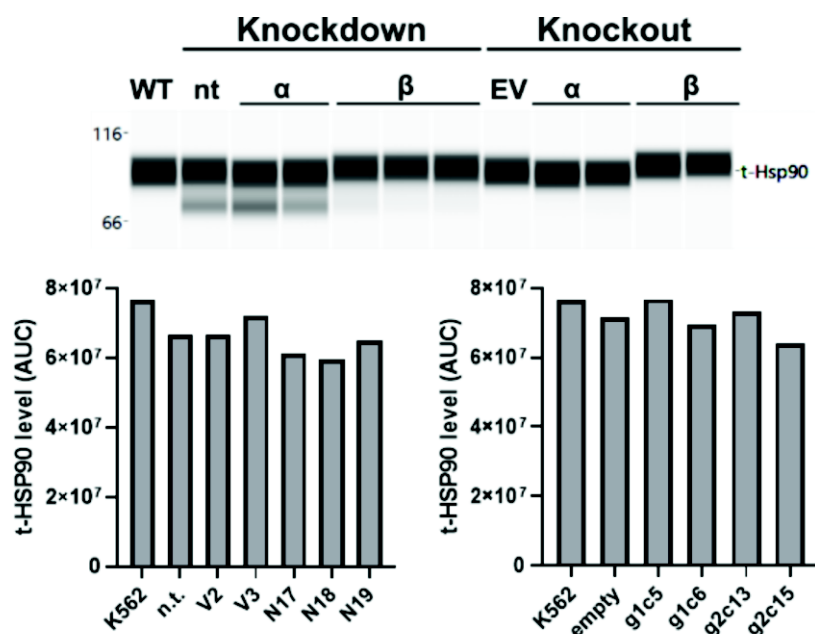 Knockdown Knockout
WT nt α β EV α β
116-
-t-Hsp90
66-
8×10⁷
6×10⁷
4×10⁷
2×10⁷
0
t-HSP90 level (AUC)
K562 n.t. V2 V3 N17 N18 N19
8×10⁷
6×10⁷
4×10⁷
2×10⁷
0
t-HSP90 level (AUC)
K562 empty g1c5 g1c6 g2c13 g2c15